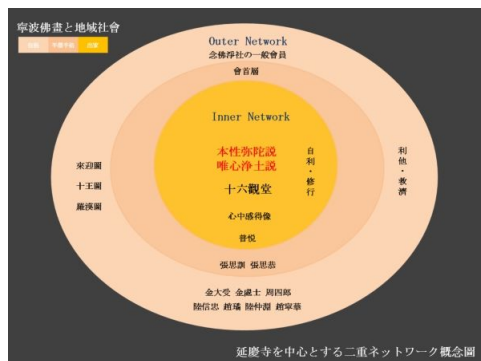 寧波佛畫と地域社會
Outer Network
念佛淨社の一般會員
會首層
Inner Network
本性弥陀説
唯心浄土説
十六觀堂
心中感得像
普悦
自利・修行
利他・救濟
來迎圖
十王圖
羅漢圖
張思訓 張思恭
金大受 金處士 周四郎
陸信忠 趙璚 陸仲淵 趙宗華
延慶寺を中心とする二重ネットワーク概念圖